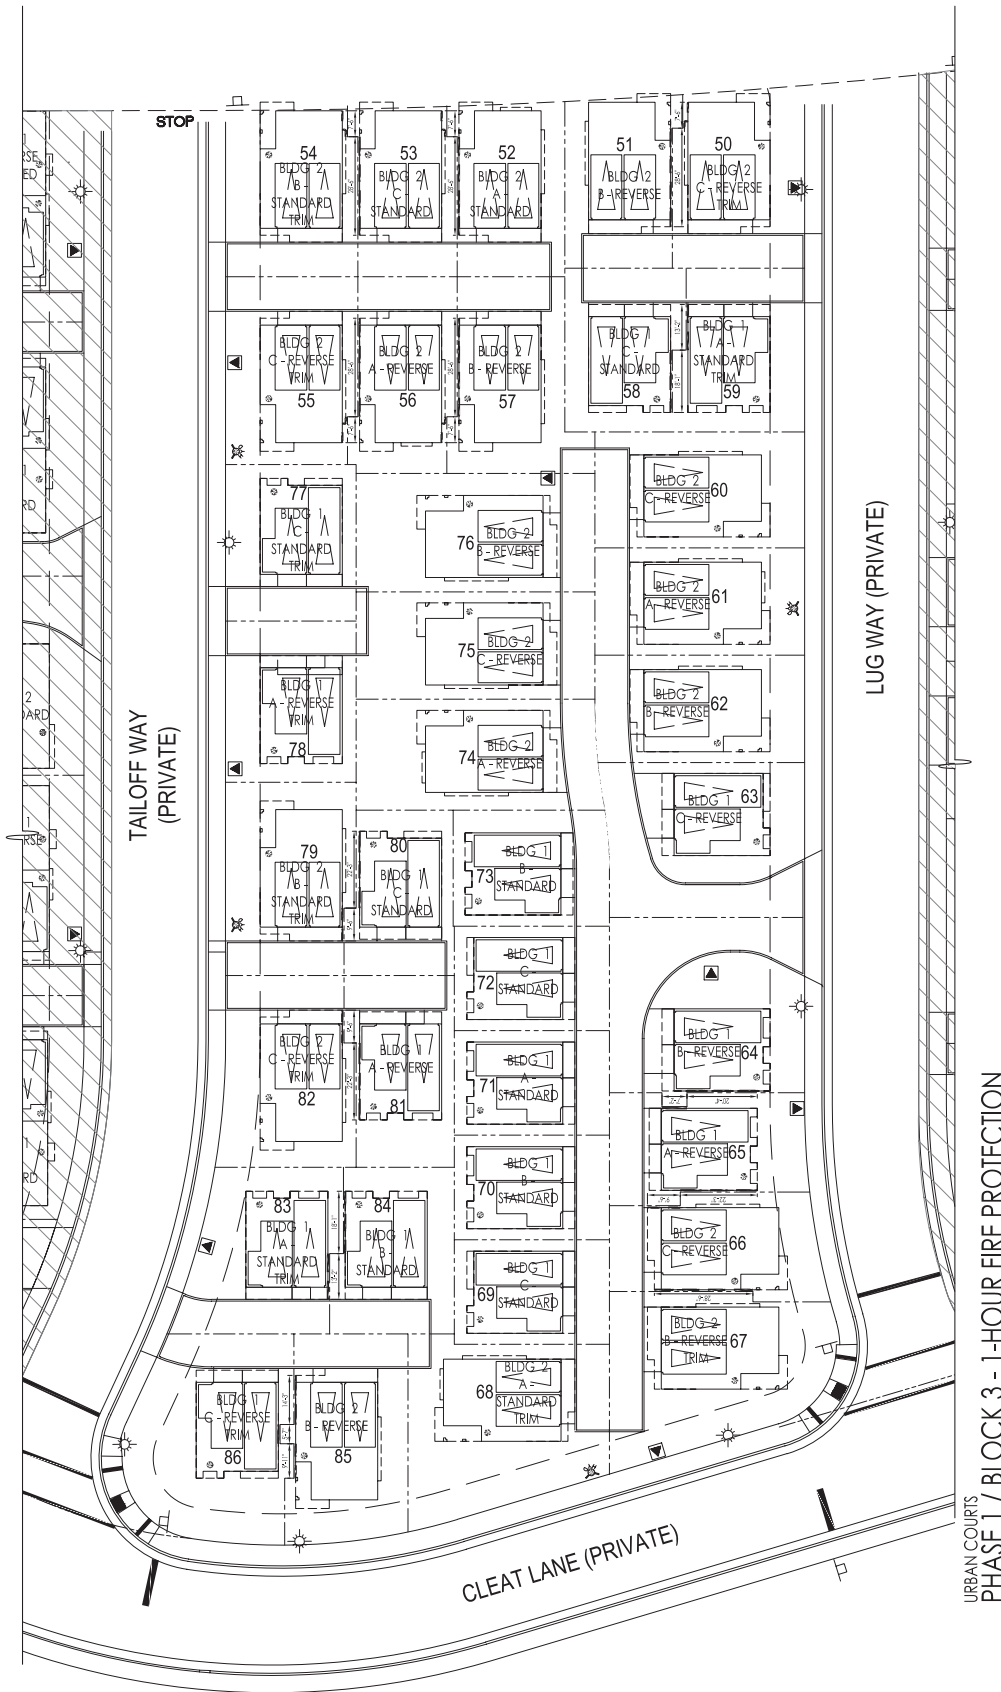 STOP
54
BLDG 2
B -
STANDARD
TRIM
53
BLDG 2
C -
STANDARD
52
BLDG 2
A -
STANDARD
51
BLDG 2
B - REVERSE
50
BLDG 2
C - REVERSE
TRIM
BLDG 2
C - REVERSE
TRIM
55
BLDG 2
A - REVERSE
56
BLDG 2
B - REVERSE
57
BLDG 1
C -
STANDARD
58
BLDG 1
A -
STANDARD
TRIM
59
77
BLDG 1
C -
STANDARD
TRIM
76
BLDG 2
B - REVERSE
BLDG 2
C - REVERSE
60
BLDG 2
A - REVERSE
61
75
BLDG 2
C - REVERSE
BLDG 1
A - REVERSE
TRIM
78
BLDG 2
B - REVERSE
62
74
BLDG 2
A - REVERSE
BLDG 1
C - REVERSE
63
TAILOFF WAY
(PRIVATE)
LUG WAY (PRIVATE)
79
BLDG 2
B -
STANDARD
TRIM
80
BLDG 1
C -
STANDARD
73
BLDG 1
B -
STANDARD
72
BLDG 1
C -
STANDARD
BLDG 2
C - REVERSE
TRIM
82
BLDG 1
A - REVERSE
81
71
BLDG 1
A -
STANDARD
BLDG 1
B - REVERSE
64
BLDG 1
A - REVERSE
65
70
BLDG 1
B -
STANDARD
83
BLDG 1
A -
STANDARD
TRIM
84
BLDG 1
B -
STANDARD
BLDG 2
C - REVERSE
66
69
BLDG 1
C -
STANDARD
BLDG 2
B - REVERSE
TRIM
67
68
BLDG 2
A -
STANDARD
TRIM
BLDG 1
C - REVERSE
TRIM
86
BLDG 2
B - REVERSE
85
CLEAT LANE (PRIVATE)
URBAN COURTS
PHASE 1 / BLOCK 3 - 1-HOUR FIRE PROTECTION